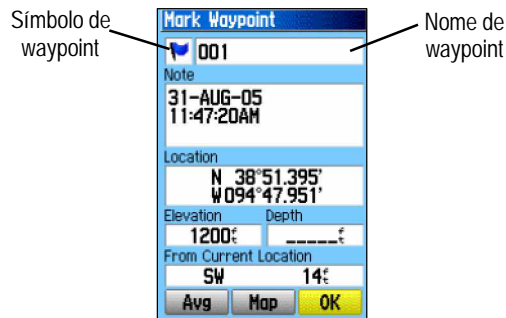 Símbolo de
waypoint
Nome de
waypoint
Mark Waypoint
001
Note
31-AUG-05
11:47:20AM
Location
N 38°51.395'
W094°47.951'
Elevation Depth
1200ft _____ft
From Current Location
SW 14ft
Avg Map OK